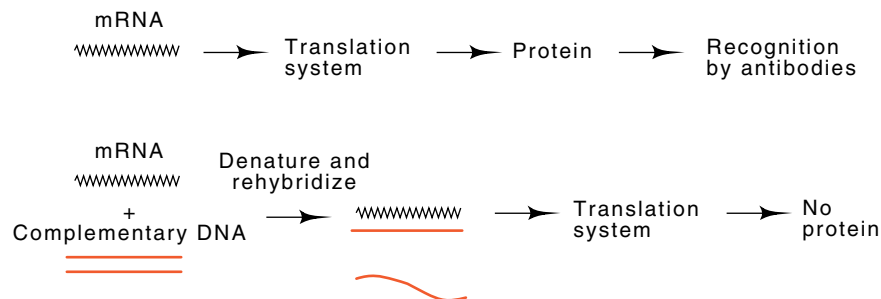 mRNA
Translation
system
Protein
Recognition
by antibodies
mRNA
+
Complementary DNA
Denature and
rehybridize
Translation
system
No
protein